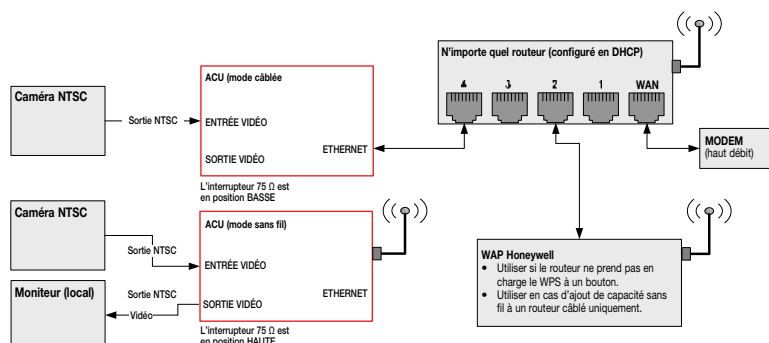 N'importe quel routeur (configuré en DHCP)
4 3 2 1 WAN
ACU (mode câblée
Caméra NTSC
Sortie NTSC
ENTRÉE VIDÉO
ETHERNET
SORTIE VIDÉO
MODEM
(haut débit)
L'interrupteur 75 Ω est
en position BASSE
Caméra NTSC
ACU (mode sans fil)
Sortie NTSC
ENTRÉE VIDÉO
WAP Honeywell
• Utiliser si le routeur ne prend pas en
charge le WPS à un bouton.
• Utiliser en cas d'ajout de capacité sans
fil à un routeur câblé uniquement.
Moniteur (local)
Sortie NTSC
ETHERNET
SORTIE VIDÉO
Vidéo
L'interrupteur 75 Ω est
en position HAUTE